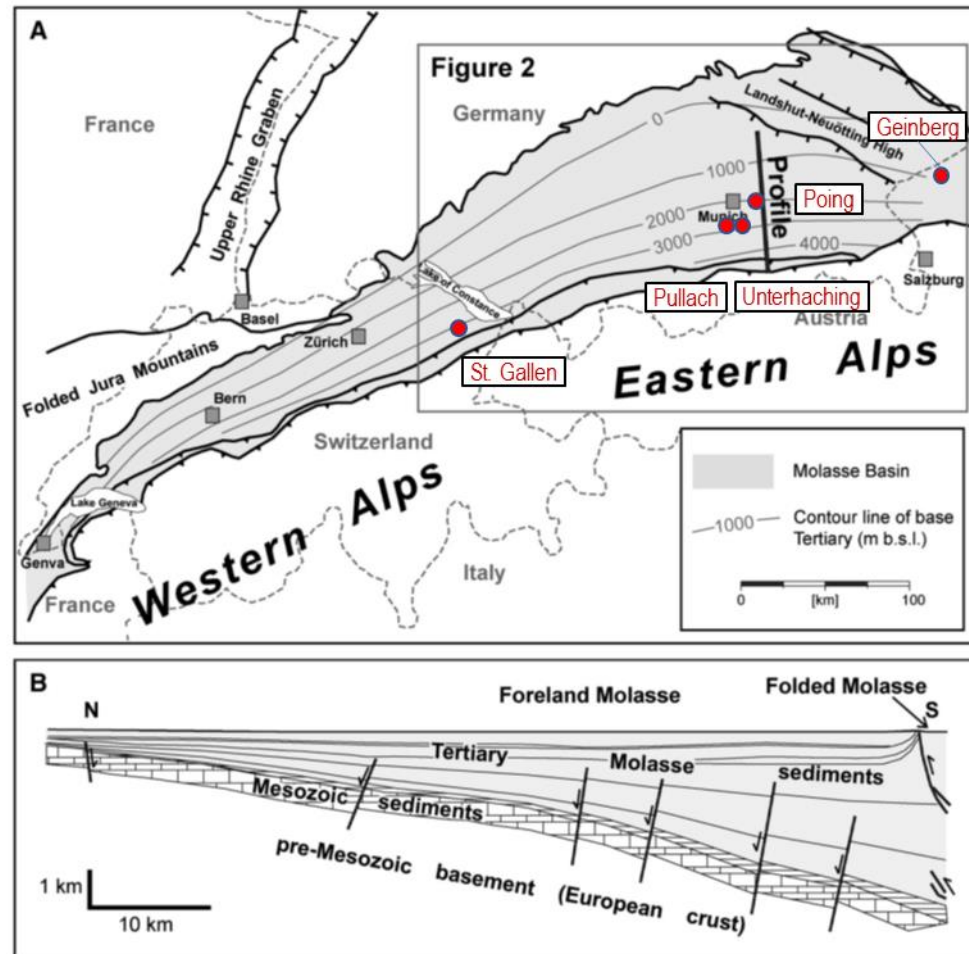 A
Figure 2
France
Germany
Upper Rhine Graben
Landshut-Neuötting High
Geinberg
0
1000
2000
3000
4000
Profile
Munich
Poing
Pullach
Unterhaching
Salzburg
Austria
Lake of Constance
Basel
Zürich
St. Gallen
Folded Jura Mountains
Bern
Switzerland
Eastern Alps
Western Alps
Lake Geneva
Genva
France
Italy
Molasse Basin
1000
Contour line of base
Tertiary (m b.s.l.)
0 [km] 100
B
Foreland Molasse
Folded Molasse
N
S
Tertiary Molasse sediments
Mesozoic sediments
pre-Mesozoic basement (European crust)
1 km
10 km